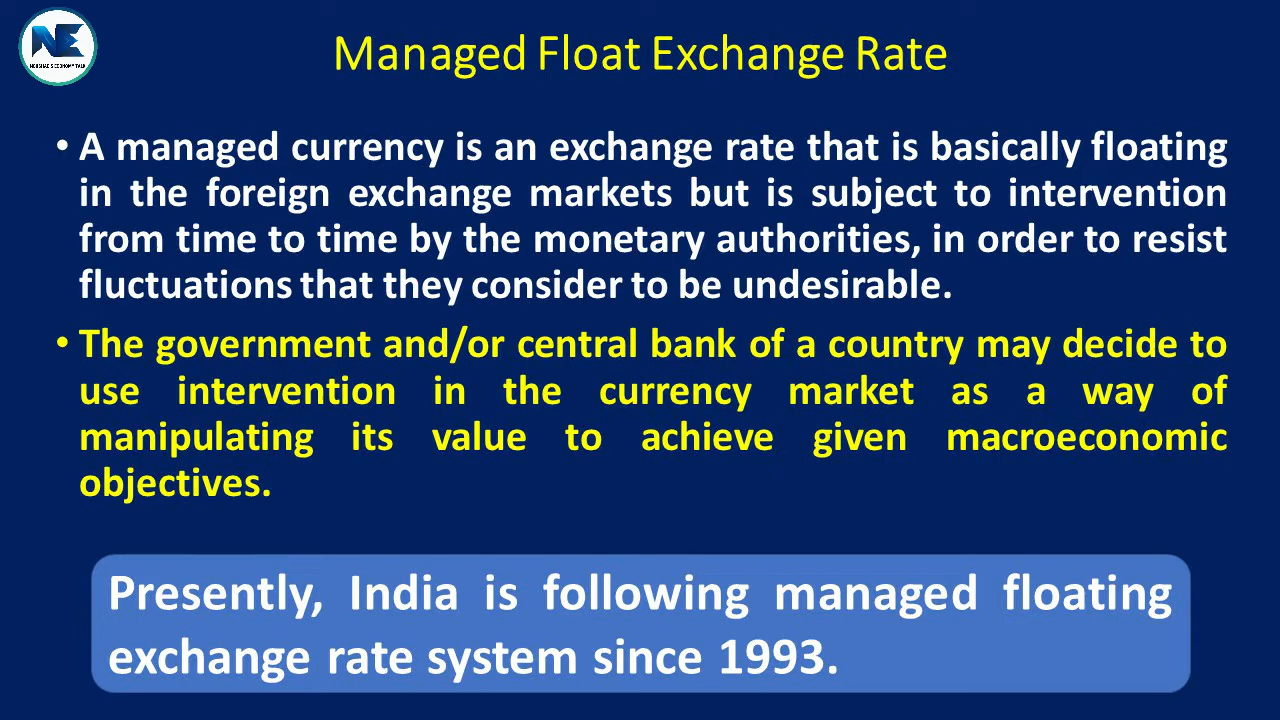 NE
Managed Float Exchange Rate
• A managed currency is an exchange rate that is basically floating
in the foreign exchange markets but is subject to intervention
from time to time by the monetary authorities, in order to resist
fluctuations that they consider to be undesirable.
• The government and/or central bank of a country may decide to
use intervention in the currency market as a way of
manipulating its value to achieve given macroeconomic
objectives.
Presently, India is following managed floating
exchange rate system since 1993.